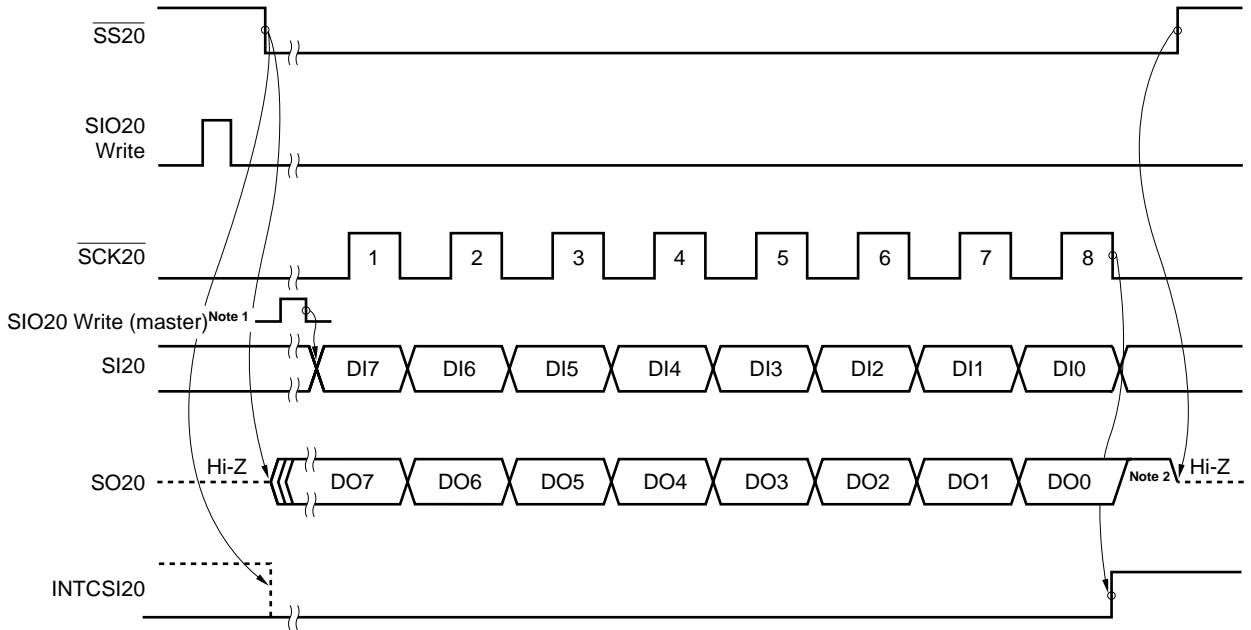 SS20
SIO20
Write
SCK20
1 2 3 4 5 6 7 8
SIO20 Write (master)Note 1
SI20
DI7 DI6 DI5 DI4 DI3 DI2 DI1 DI0
Hi-Z
SO20
DO7 DO6 DO5 DO4 DO3 DO2 DO1 DO0
Note 2
Hi-Z
INTCSI20